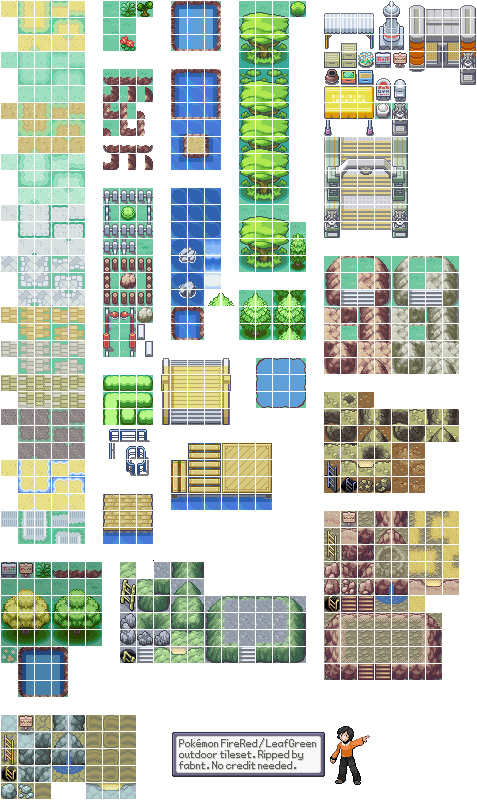 Pokémon FireRed/LeafGreen
outdoor tileset. Ripped by
fabnt. No credit needed.